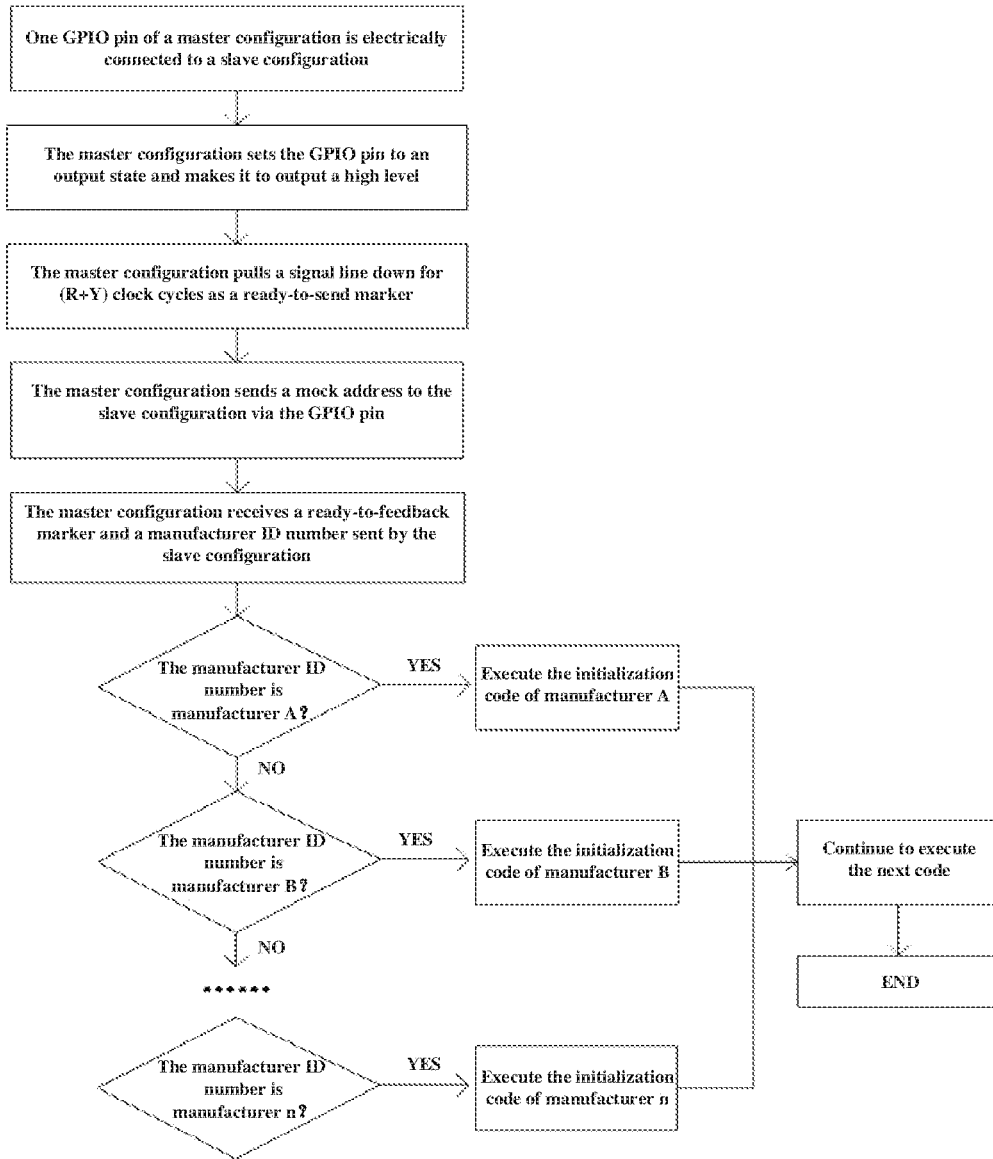 One GPIO pin of a master configuration is electrically
connected to a slave configuration
The master configuration sets the GPIO pin to an
output state and makes it to output a high level
The master configuration pulls a signal line down for
(R+Y) clock cycles as a ready-to-send marker
The master configuration sends a mock address to the
slave configuration via the GPIO pin
The master configuration receives a ready-to-feedback
marker and a manufacturer ID number sent by the
slave configuration
The manufacturer ID
number is
manufacturer A?
YES
Execute the initialization
code of manufacturer A
NO
The manufacturer ID
number is
manufacturer B?
YES
Execute the initialization
code of manufacturer B
Continue to execute
the next code
NO
END
******
The manufacturer ID
number is
manufacturer n?
YES
Execute the initialization
code of manufacturer n